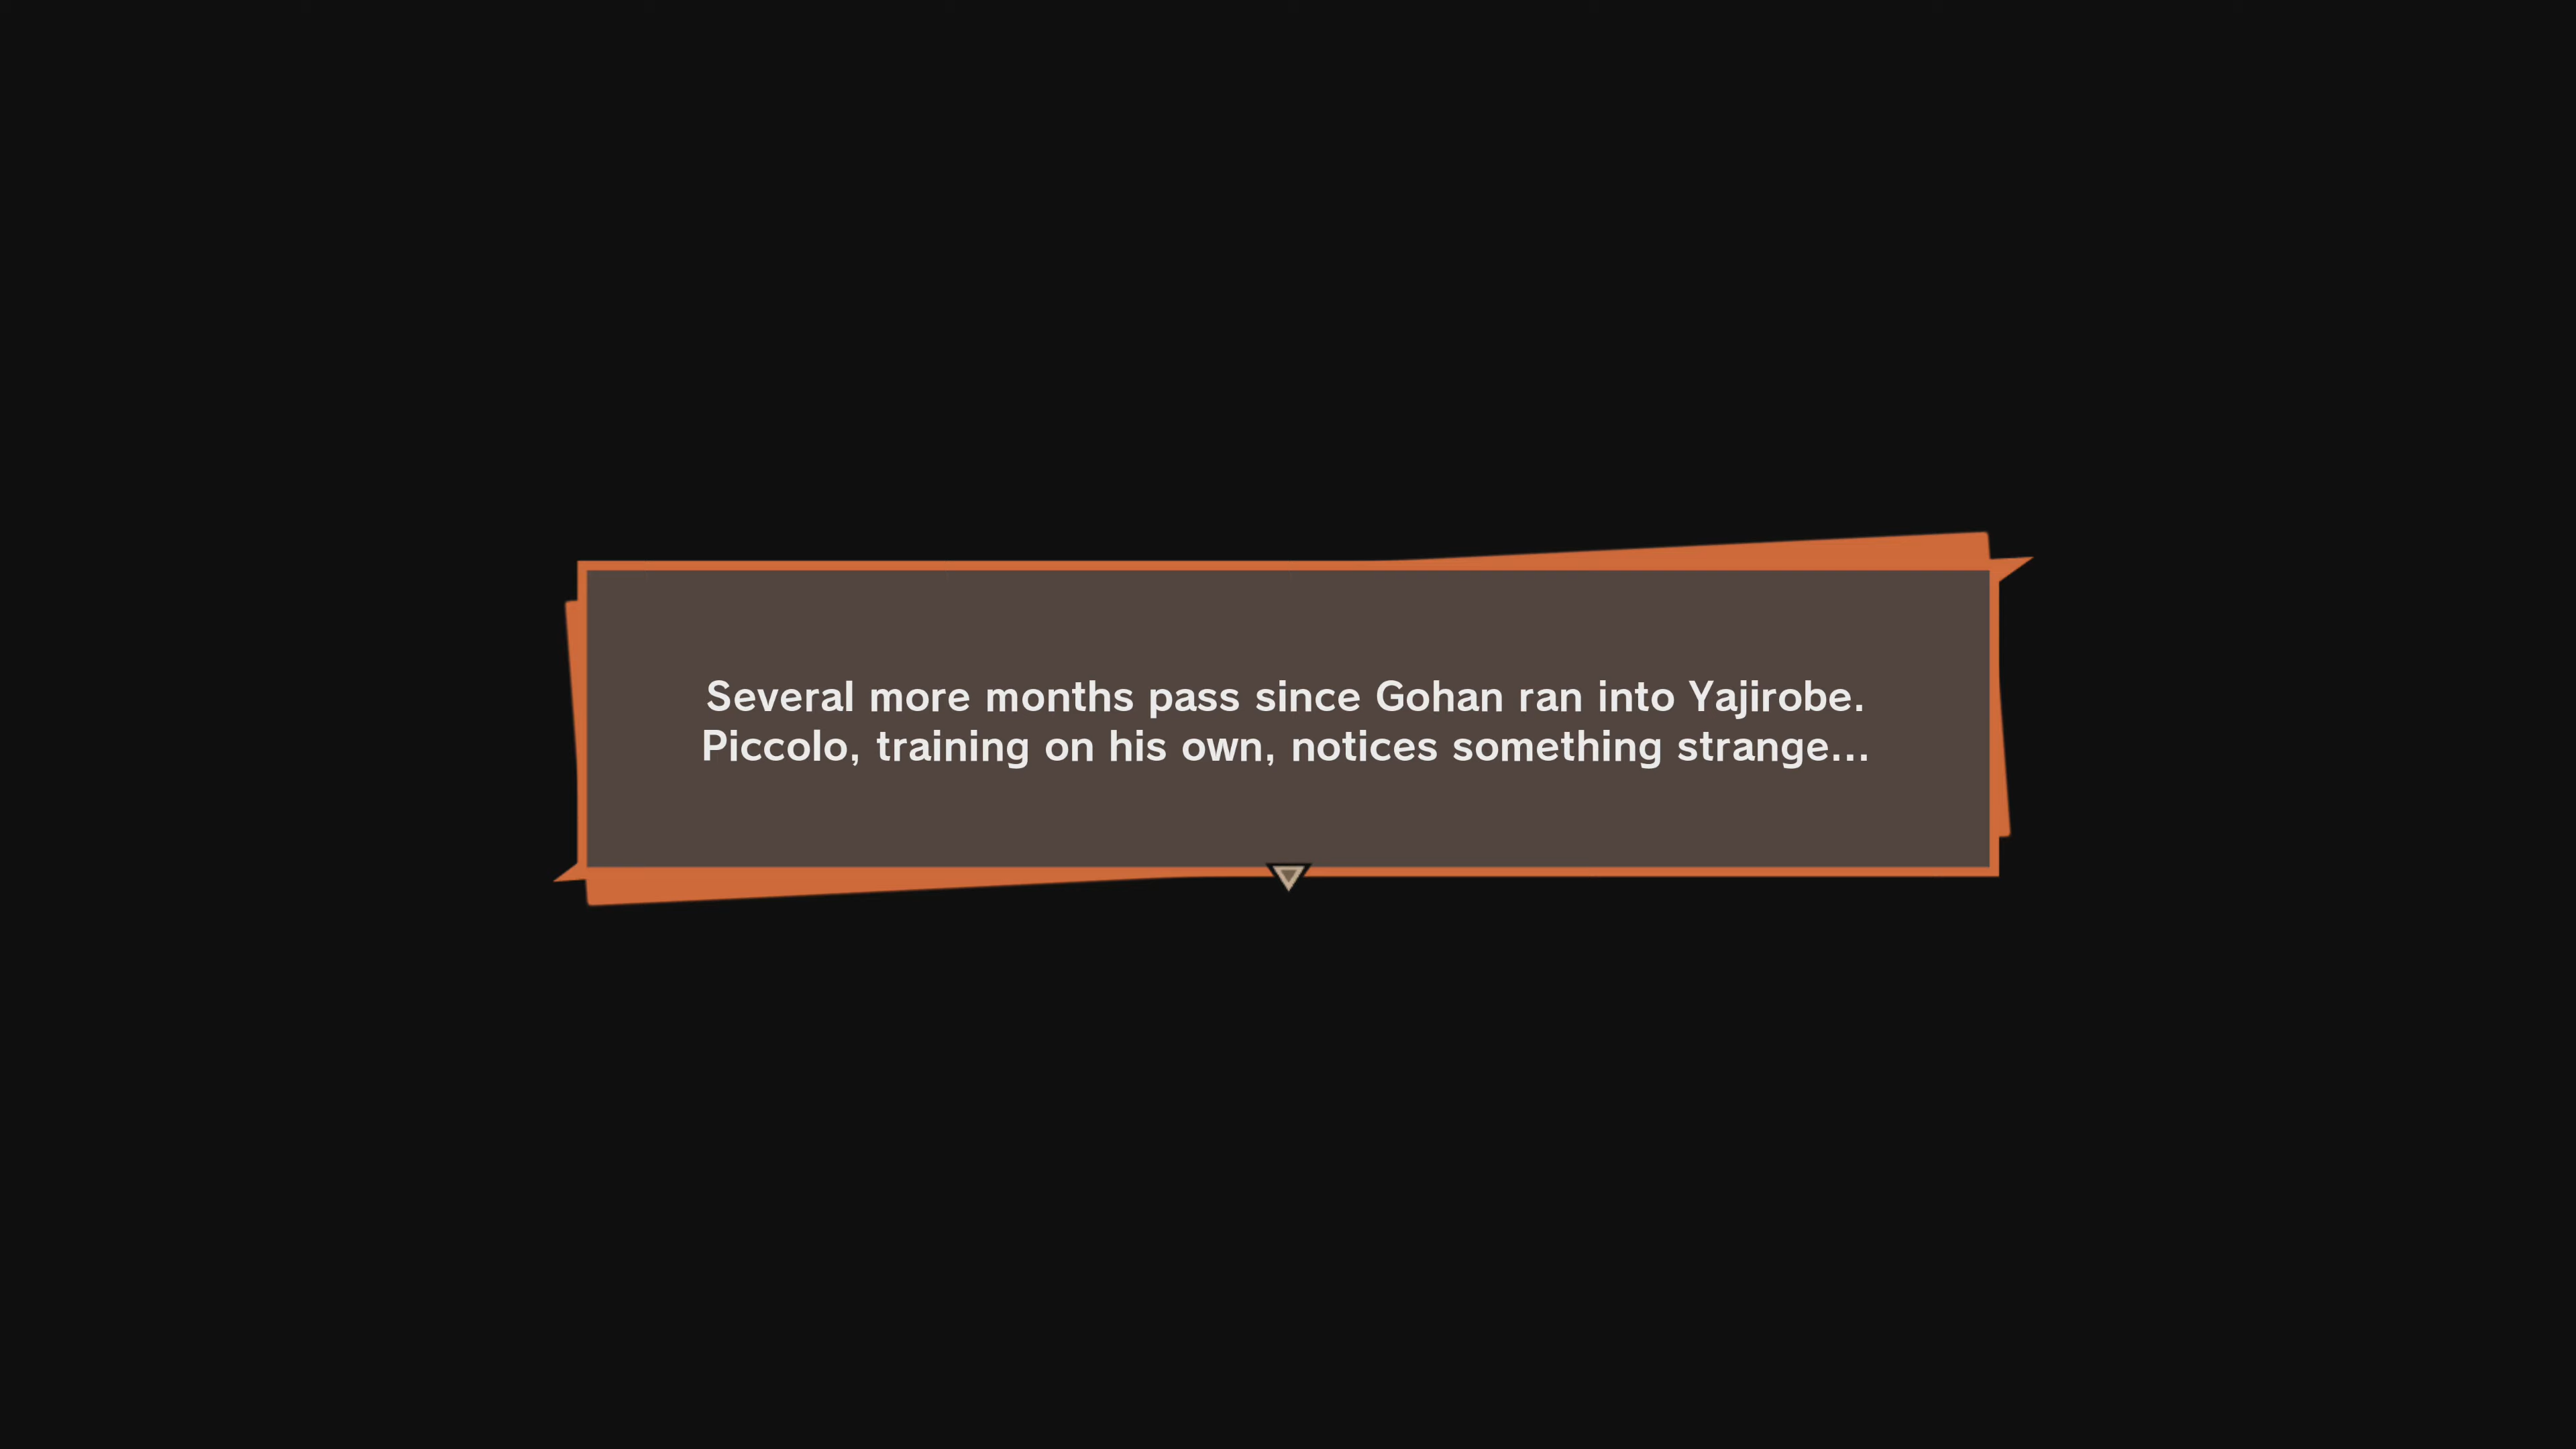 Several more months pass since Gohan ran into Yajirobe.
Piccolo, training on his own, notices something strange...